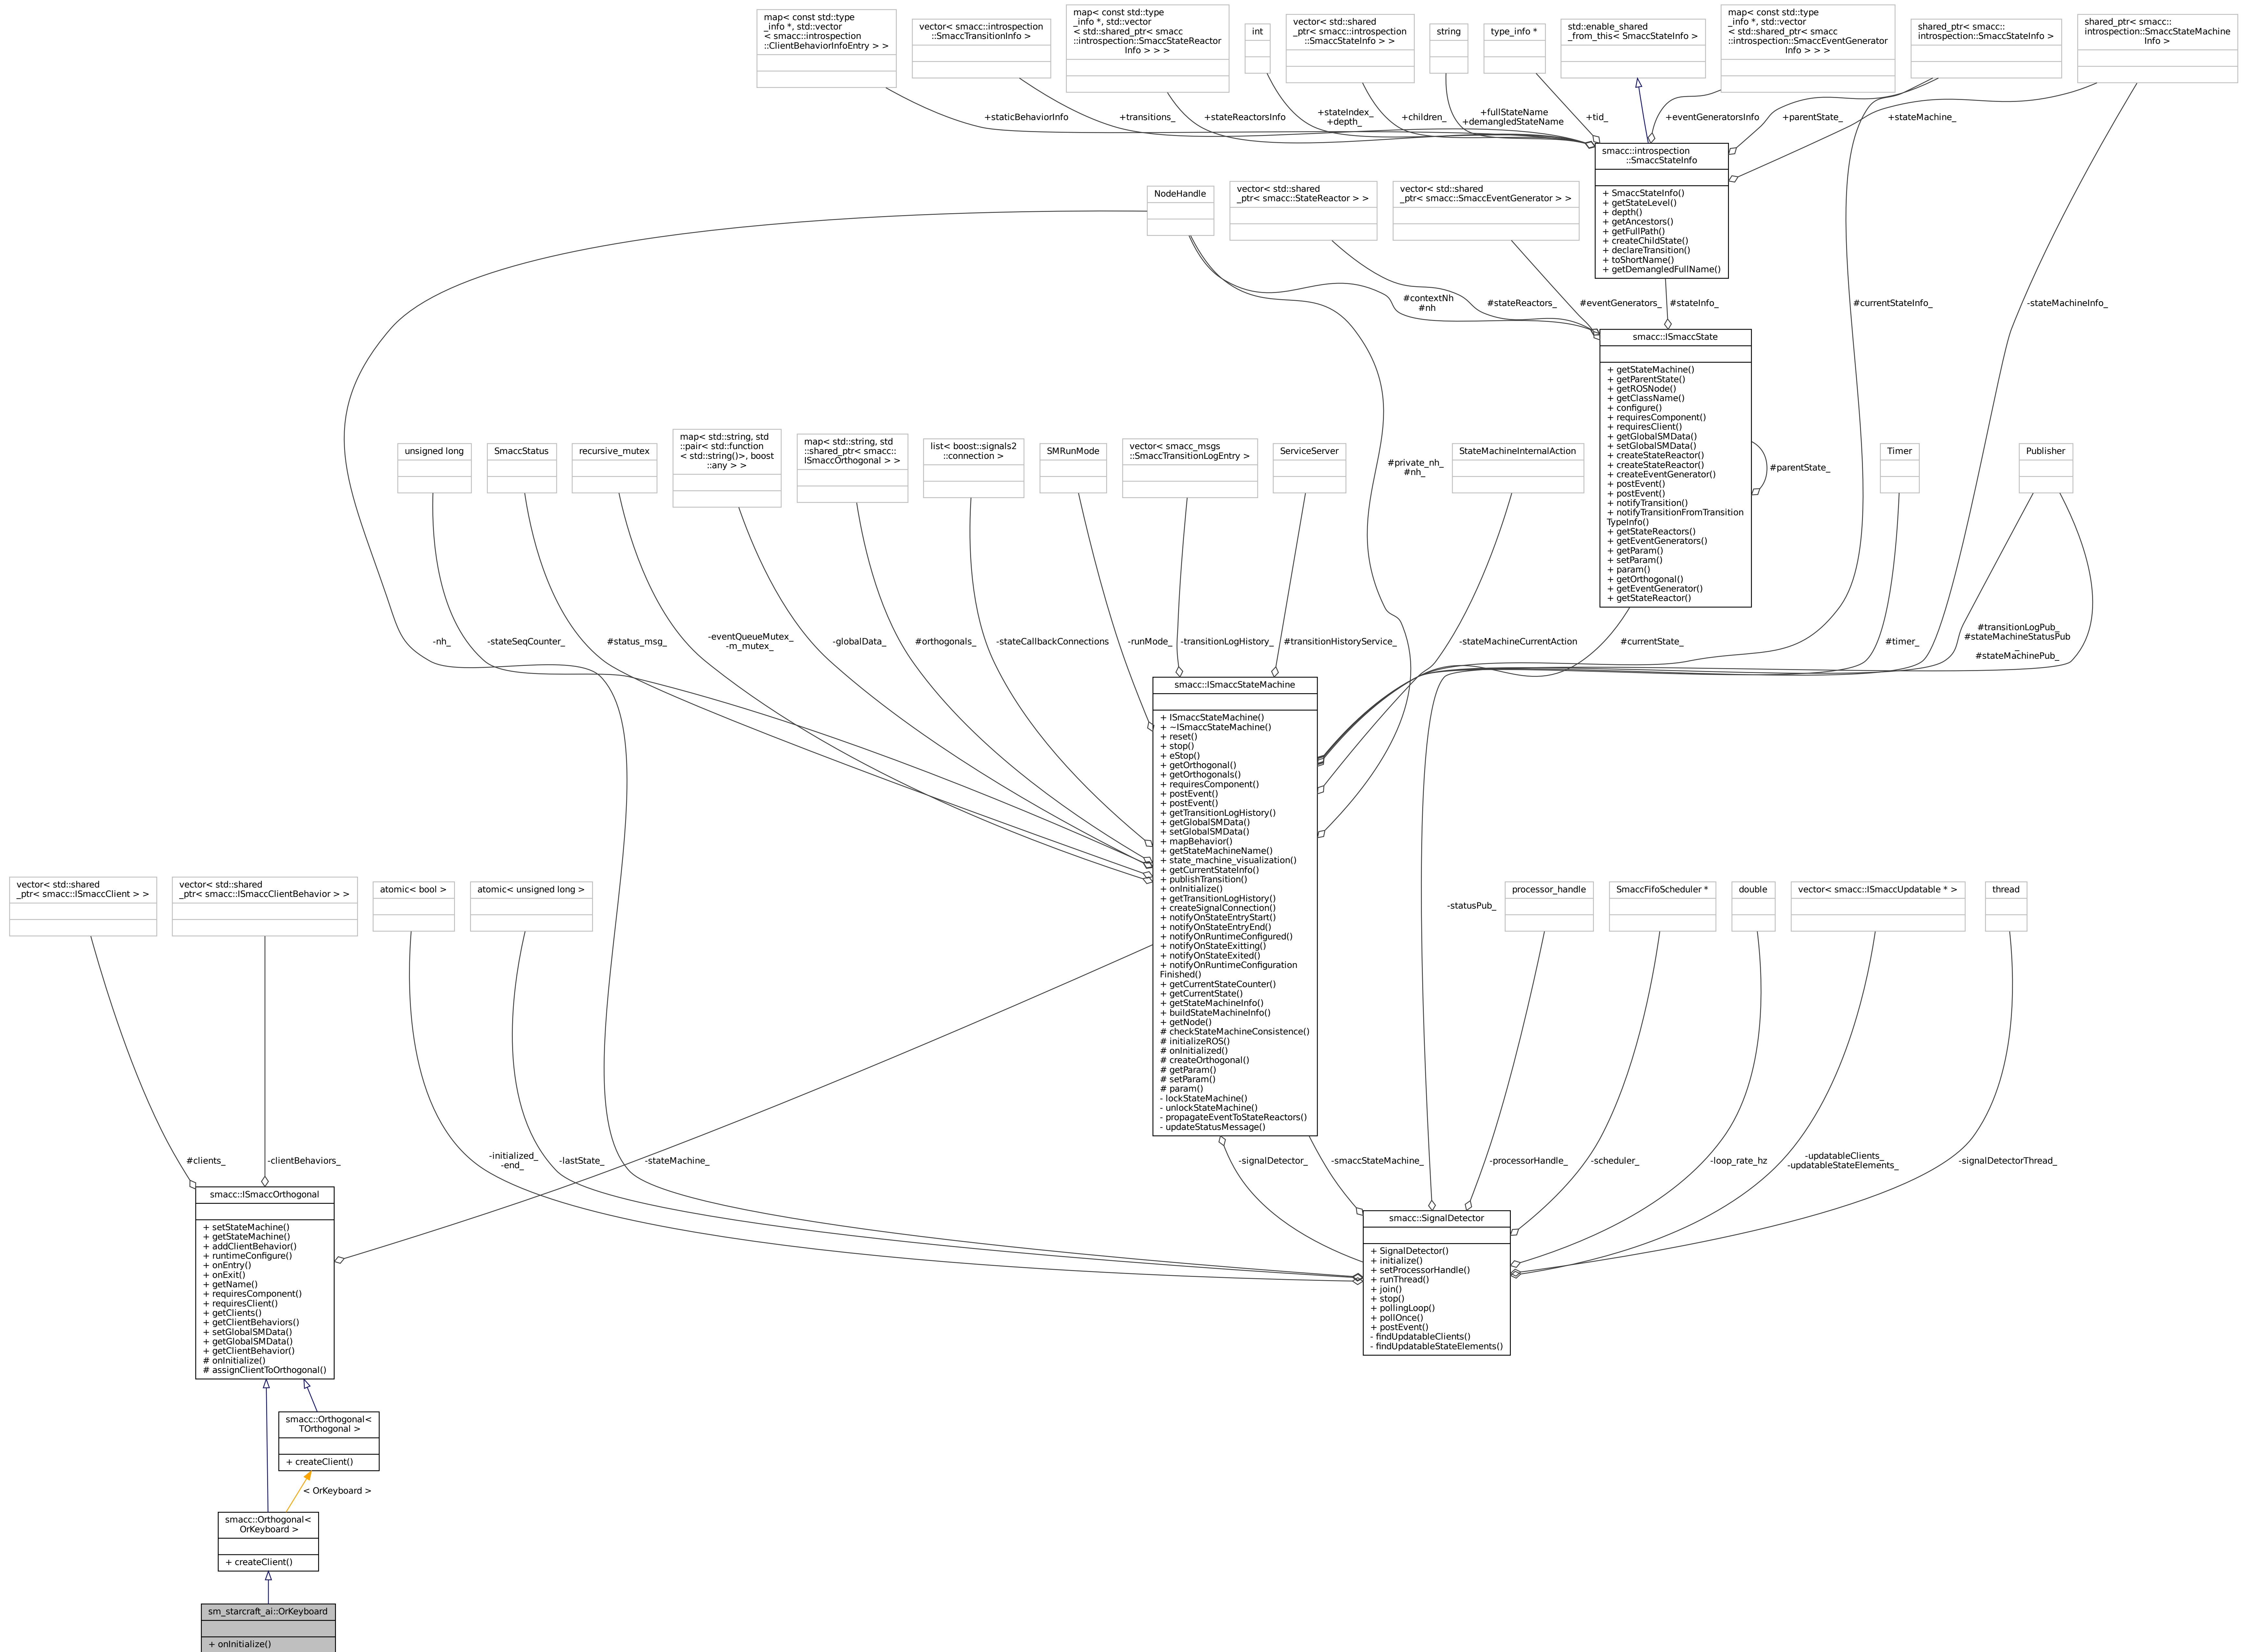 map< const std::type
_info *, std::vector
< smacc::introspection
::ClientBehaviorInfoEntry > >
vector< smacc::introspection
::SmaccTransitionInfo >
map< const std::type
_info *, std::vector
< std::shared_ptr< smacc
::introspection::SmaccStateReactor
Info > > >
int
vector< std::shared
_ptr< smacc::introspection
::SmaccStateInfo > >
string
type_info *
std::enable_shared
_from_this< SmaccStateInfo >
map< const std::type
_info *, std::vector
< std::shared_ptr< smacc
::introspection::SmaccEventGenerator
Info > > >
shared_ptr< smacc::
introspection::SmaccStateInfo >
shared_ptr< smacc::
introspection::SmaccStateMachine
Info >
+staticBehaviorInfo
+transitions_
+stateReactorsInfo
+stateIndex_
+depth_
+children_
+fullStateName
+demangledStateName
+tid_
+eventGeneratorsInfo
+parentState_
+stateMachine_
smacc::introspection
::SmaccStateInfo
+ SmaccStateInfo()
+ getStateLevel()
+ depth()
+ getAncestors()
+ getFullPath()
+ createChildState()
+ declareTransition()
+ toShortName()
+ getDemangledFullName()
NodeHandle
vector< std::shared
_ptr< smacc::StateReactor > >
vector< std::shared
_ptr< smacc::SmaccEventGenerator > >
#contextNh
#nh
#stateReactors_
#eventGenerators_
#stateInfo_
#currentStateInfo_
-stateMachineInfo_
smacc::ISmaccState
+ getStateMachine()
+ getParentState()
+ getROSNode()
+ getClassName()
+ configure()
+ requiresComponent()
+ requiresClient()
+ getGlobalSMData()
+ setGlobalSMData()
+ createStateReactor()
+ createStateReactor()
+ createEventGenerator()
+ postEvent()
+ postEvent()
+ notifyTransition()
+ notifyTransitionFromTransition
TypeInfo()
+ getStateReactors()
+ getEventGenerators()
+ getParam()
+ setParam()
+ param()
+ getOrthogonal()
+ getEventGenerator()
+ getStateReactor()
#parentState_
unsigned long
SmaccStatus
recursive_mutex
map< std::string, std
::pair< std::function
< std::string()>, boost
::any > >
map< std::string, std
::shared_ptr< smacc::
ISmaccOrthogonal > >
list< boost::signals2
::connection >
SMRunMode
vector< smacc_msgs
::SmaccTransitionLogEntry >
ServiceServer
#private_nh_
#nh_
StateMachineInternalAction
Timer
Publisher
-nh_
-stateSeqCounter_
#status_msg_
-eventQueueMutex_
-m_mutex_
-globalData_
#orthogonals_
-stateCallbackConnections
-runMode_
-transitionLogHistory_
#transitionHistoryService_
-stateMachineCurrentAction
#currentState_
#timer_
#transitionLogPub_
#stateMachineStatusPub
_
#stateMachinePub_
smacc::ISmaccStateMachine
+ ISmaccStateMachine()
+ ~ISmaccStateMachine()
+ reset()
+ stop()
+ eStop()
+ getOrthogonal()
+ getOrthogonals()
+ requiresComponent()
+ postEvent()
+ postEvent()
+ getTransitionLogHistory()
+ getGlobalSMData()
+ setGlobalSMData()
+ mapBehavior()
+ getStateMachineName()
+ state_machine_visualization()
+ getCurrentStateInfo()
+ publishTransition()
+ onInitialize()
+ getTransitionLogHistory()
+ createSignalConnection()
+ notifyOnStateEntryStart()
+ notifyOnStateEntryEnd()
+ notifyOnRuntimeConfigured()
+ notifyOnStateExitting()
+ notifyOnStateExited()
+ notifyOnRuntimeConfiguration
Finished()
+ getCurrentStateCounter()
+ getCurrentState()
+ getStateMachineInfo()
+ buildStateMachineInfo()
+ getNode()
# checkStateMachineConsistence()
# initializeROS()
# onInitialized()
# createOrthogonal()
# getParam()
# setParam()
# param()
- lockStateMachine()
- unlockStateMachine()
- propagateEventToStateReactors()
- updateStatusMessage()
vector< std::shared
_ptr< smacc::ISmaccClient > >
vector< std::shared
_ptr< smacc::ISmaccClientBehavior > >
atomic< bool >
atomic< unsigned long >
-statusPub_
processor_handle
SmaccFifoScheduler *
double
vector< smacc::ISmaccUpdatable * >
thread
#clients_
-clientBehaviors_
-initialized_
-end_
-lastState_
-stateMachine_
-signalDetector_
-smaccStateMachine_
-processorHandle_
-scheduler_
-loop_rate_hz
-updatableClients_
-updatableStateElements_
-signalDetectorThread_
smacc::ISmaccOrthogonal
+ setStateMachine()
+ getStateMachine()
+ addClientBehavior()
+ runtimeConfigure()
+ onEntry()
+ onExit()
+ getName()
+ requiresComponent()
+ requiresClient()
+ getClients()
+ getClientBehaviors()
+ setGlobalSMData()
+ getGlobalSMData()
+ getClientBehavior()
# onInitialize()
# assignClientToOrthogonal()
smacc::SignalDetector
+ SignalDetector()
+ initialize()
+ setProcessorHandle()
+ runThread()
+ join()
+ stop()
+ pollingLoop()
+ pollOnce()
+ postEvent()
- findUpdatableClients()
- findUpdatableStateElements()
smacc::Orthogonal<
TOrthogonal >
+ createClient()
< OrKeyboard >
smacc::Orthogonal<
OrKeyboard >
+ createClient()
sm_starcraft_ai::OrKeyboard
+ onInitialize()